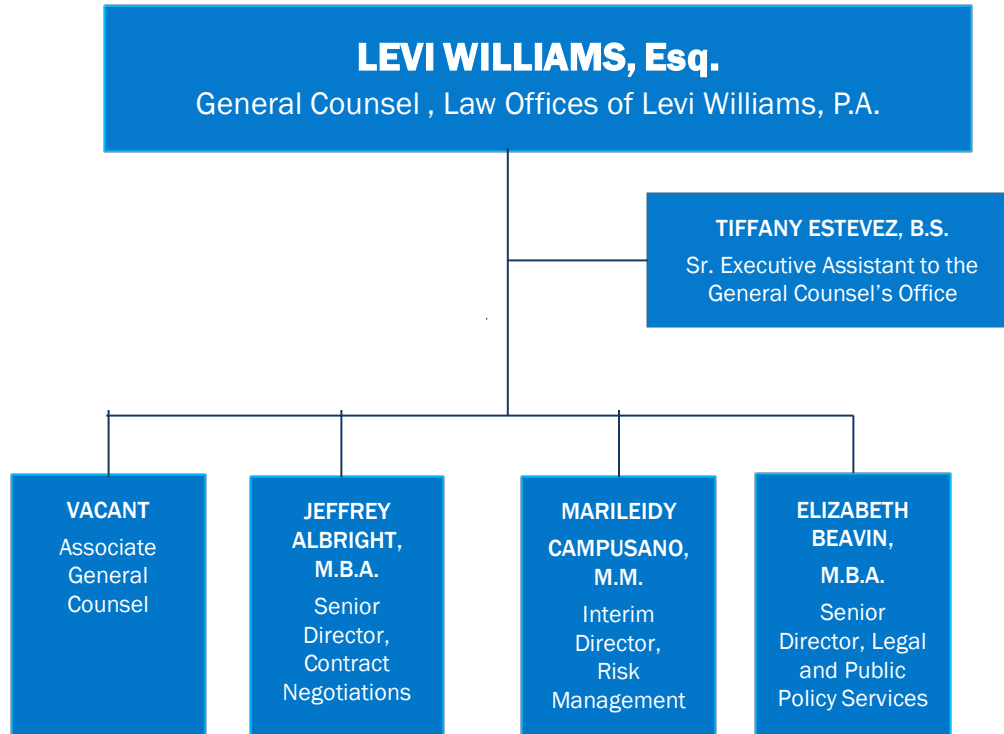 LEVI WILLIAMS, Esq.
General Counsel , Law Offices of Levi Williams, P.A.
TIFFANY ESTEVEZ, B.S.
Sr. Executive Assistant to the
General Counsel’s Office
VACANT
Associate
General
Counsel
JEFFREY
ALBRIGHT,
M.B.A.
Senior
Director,
Contract
Negotiations
MARILEIDY
CAMPUSANO,
M.M.
Interim
Director,
Risk
Management
ELIZABETH
BEAVIN,
M.B.A.
Senior
Director, Legal
and Public
Policy Services